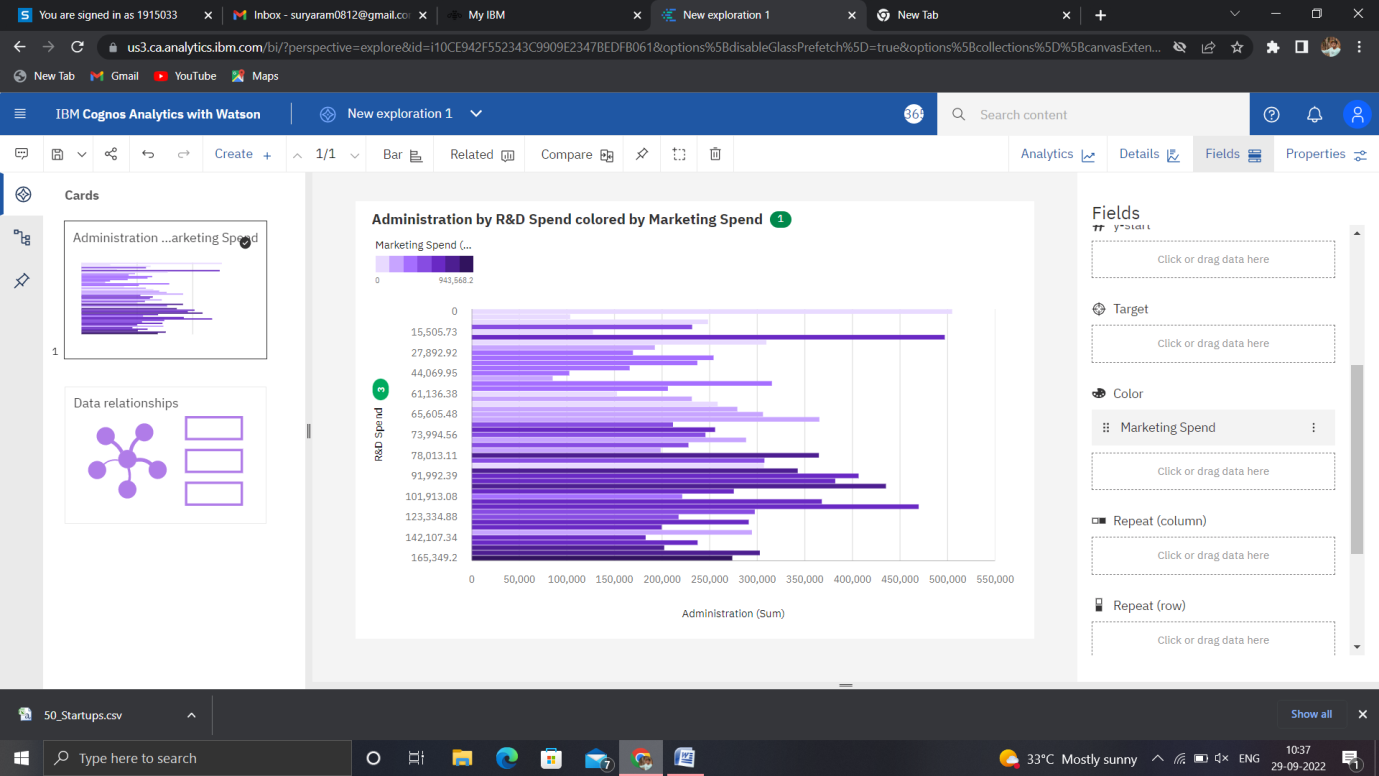 You are signed in as 1915033
Inbox - suryaram0812@gmail.co
My IBM
New exploration 1
New Tab
us3.ca.analytics.ibm.com/bi/?perspective=explore&id=i10CE942F552343C9909E2347BEDFB061&options%5BdisableGlassPrefetch%5D=true&options%5Bcollections%5D%5BcanvasExten...
New Tab
Gmail
YouTube
Maps
IBM Cognos Analytics with Watson
New exploration 1
Search content
Create +
1/1
Bar
Related
Compare
Analytics
Details
Fields
Properties
Cards
Administration ...arketing Spend
1
Data relationships
Administration by R&D Spend colored by Marketing Spend 1
Marketing Spend (...
0 943,568.2
R&D Spend
3
0
15,505.73
27,892.92
44,069.95
61,136.38
65,605.48
73,994.56
78,013.11
91,992.39
101,913.08
123,334.88
142,107.34
165,349.2
0 50,000 100,000 150,000 200,000 250,000 300,000 350,000 400,000 450,000 500,000 550,000
Administration (Sum)
Fields
y-start
Click or drag data here
Target
Click or drag data here
Color
Marketing Spend
Click or drag data here
Repeat (column)
Click or drag data here
Repeat (row)
Click or drag data here
50_Startups.csv
Show all
Type here to search
7
33°C Mostly sunny
ENG
10:37
29-09-2022
1